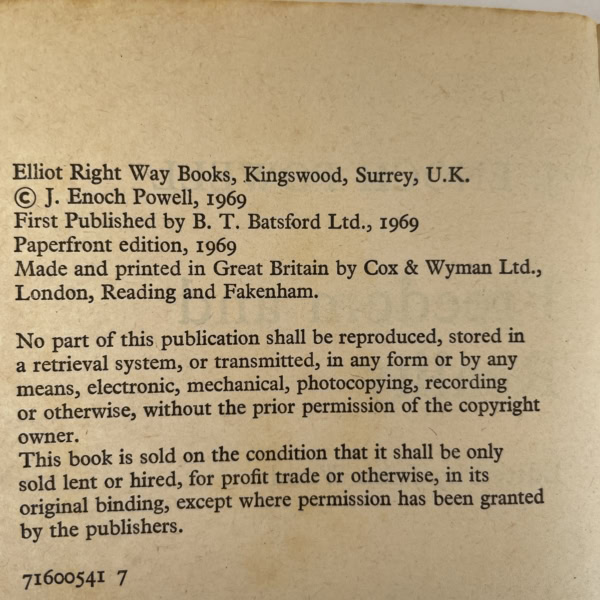 Elliot Right Way Books, Kingswood, Surrey, U.K.
© J. Enoch Powell, 1969
First Published by B. T. Batsford Ltd., 1969
Paperfront edition, 1969
Made and printed in Great Britain by Cox & Wyman Ltd.,
London, Reading and Fakenham.
No part of this publication shall be reproduced, stored in
a retrieval system, or transmitted, in any form or by any
means, electronic, mechanical, photocopying, recording
or otherwise, without the prior permission of the copyright
owner.
This book is sold on the condition that it shall be only
sold lent or hired, for profit trade or otherwise, in its
original binding, except where permission has been granted
by the publishers.
71600541 7